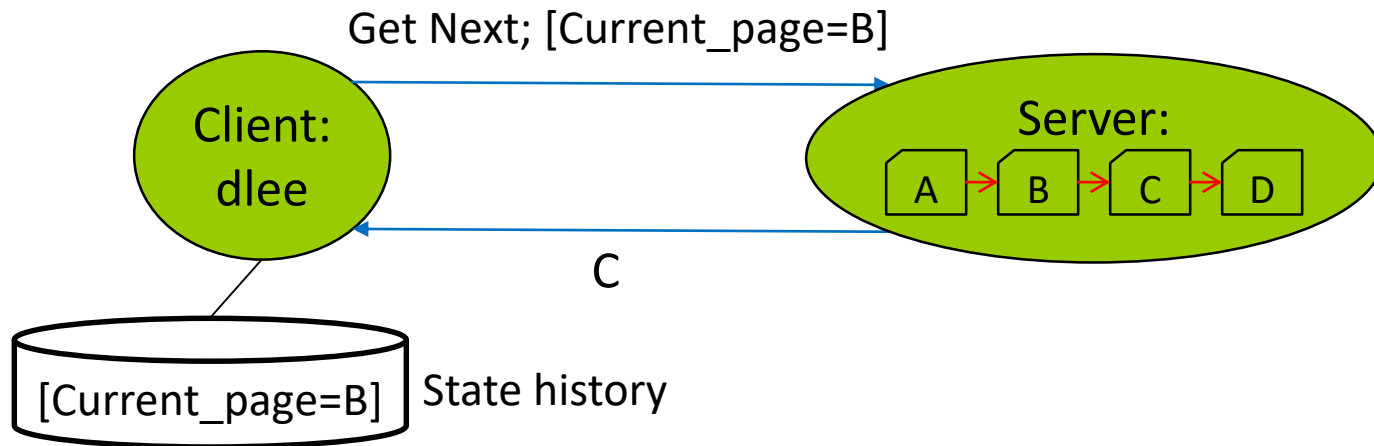 Get Next; [Current_page=B]
Client:
dlee
Server:
A B C D
C
[Current_page=B]
State history